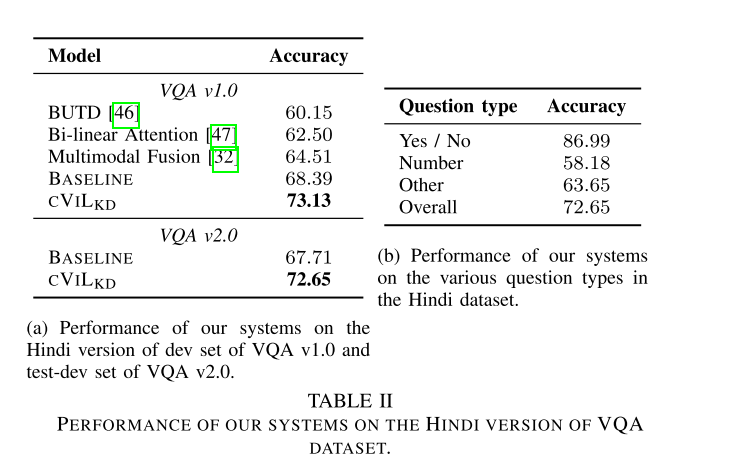 Model Accuracy
VQA v1.0
BUTD [46] 60.15
Bi-linear Attention [47] 62.50
Multimodal Fusion [32] 64.51
BASELINE 68.39
CVILKD 73.13
VQA v2.0
BASELINE 67.71
CVILKD 72.65
(a) Performance of our systems on the
Hindi version of dev set of VQA v1.0 and
test-dev set of VQA v2.0.
Question type Accuracy
Yes / No 86.99
Number 58.18
Other 63.65
Overall 72.65
(b) Performance of our systems
on the various question types in
the Hindi dataset.
TABLE II
PERFORMANCE OF OUR SYSTEMS ON THE HINDI VERSION OF VQA
DATASET.